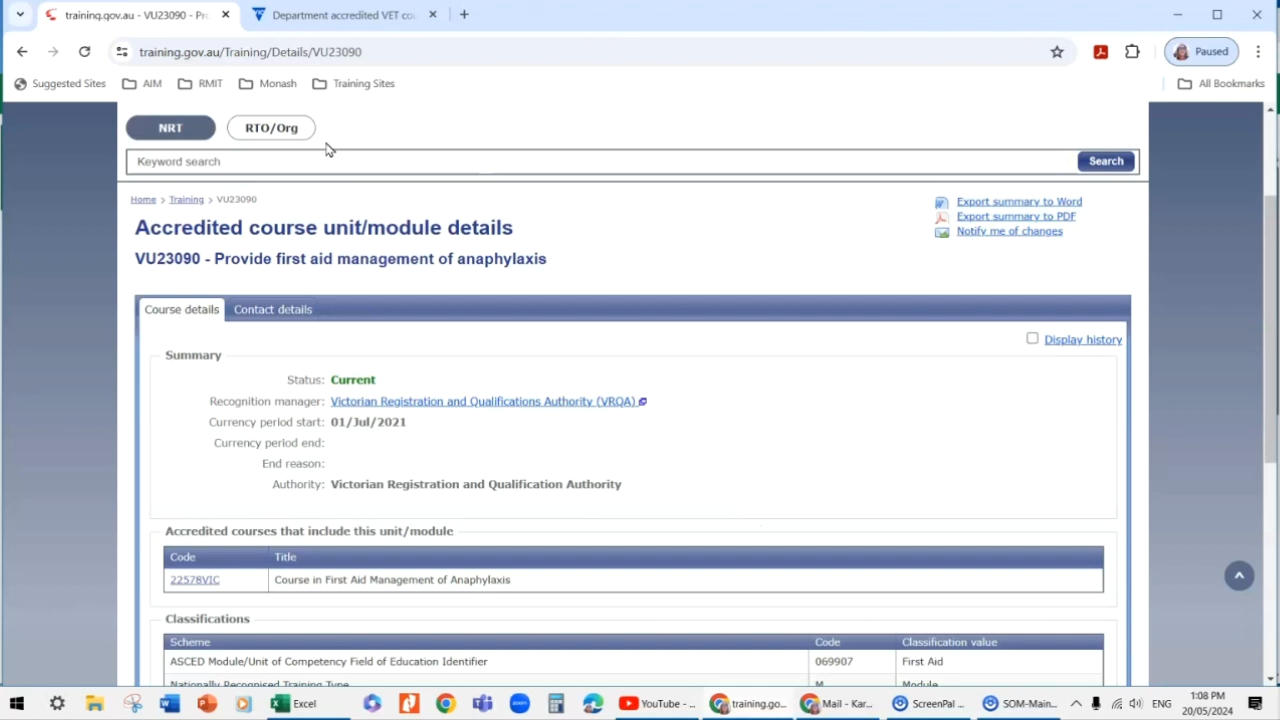 training.gov.au - VU23090 - Pr
Department accredited VET cou
training.gov.au/Training/Details/VU23090
Paused
Suggested Sites
AIM
RMIT
Monash
Training Sites
All Bookmarks
NRT
RTO/Org
Keyword search
Search
Home > Training > VU23090
Export summary to Word
Export summary to PDF
Notify me of changes
Accredited course unit/module details
VU23090 - Provide first aid management of anaphylaxis
Course details
Contact details
Display history
Summary
Status: Current
Recognition manager: Victorian Registration and Qualifications Authority (VRQA)
Currency period start: 01/Jul/2021
Currency period end:
End reason:
Authority: Victorian Registration and Qualification Authority
Accredited courses that include this unit/module
Code Title
22578VIC Course in First Aid Management of Anaphylaxis
Classifications
Scheme Code Classification value
ASCED Module/Unit of Competency Field of Education Identifier 069907 First Aid
Nationally Recognised Training Type M Module
Excel
YouTube - ...
training.go...
Mail - Kar...
ScreenPal ...
SOM-Main...
ENG
1:08 PM
20/05/2024